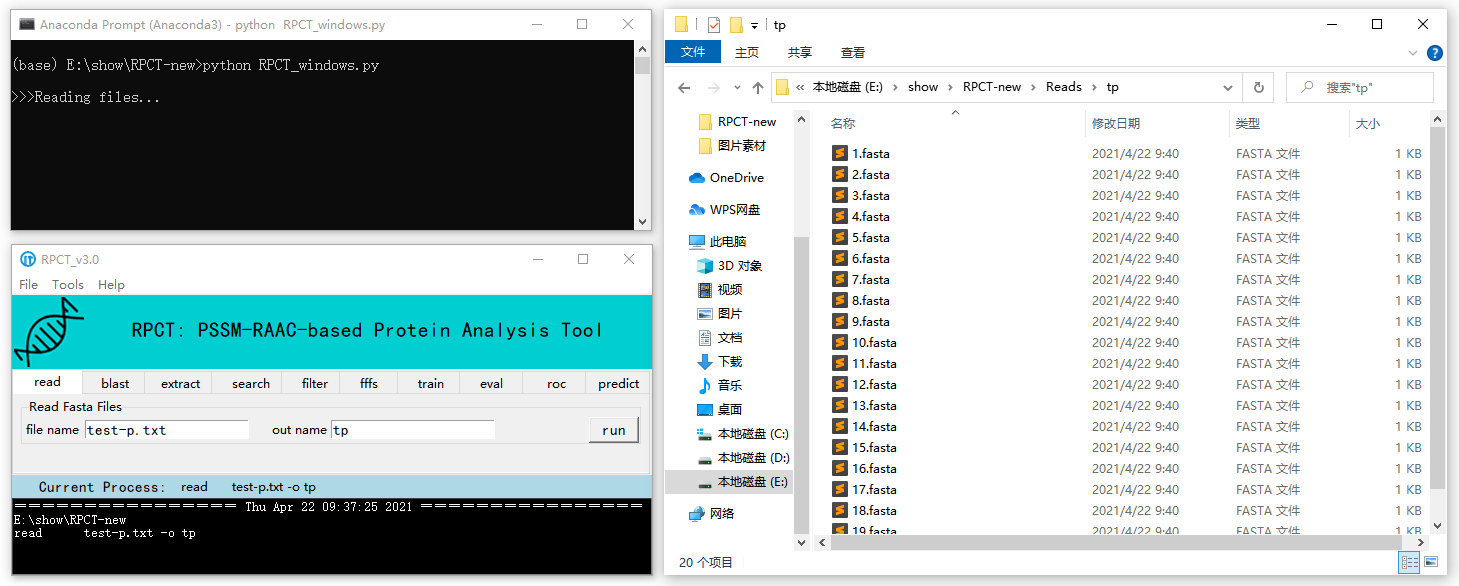 Anaconda Prompt (Anaconda3) - python  RPCT_windows.py
(base) E:\show\RPCT-new>python RPCT_windows.py
>>>Reading files...
RPCT_v3.0
File Tools Help
RPCT: PSSM-RAAC-based Protein Analysis Tool
read blast extract search filter fffs train eval roc predict
Read Fasta Files
file name test-p.txt out name tp run
Current Process: read test-p.txt -o tp
==================== Thu Apr 22 09:37:25 2021 ====================
E:\show\RPCT-new
read test-p.txt -o tp
tp
文件 主页 共享 查看
« 本地磁盘 (E:) › show › RPCT-new › Reads › tp
搜索"tp"
RPCT-new
图片素材
OneDrive
WPS网盘
此电脑
3D 对象
视频
图片
文档
下载
音乐
桌面
本地磁盘 (C:)
本地磁盘 (D:)
本地磁盘 (E:)
网络
名称 修改日期 类型 大小
1.fasta 2021/4/22 9:40 FASTA 文件 1 KB
2.fasta 2021/4/22 9:40 FASTA 文件 1 KB
3.fasta 2021/4/22 9:40 FASTA 文件 1 KB
4.fasta 2021/4/22 9:40 FASTA 文件 1 KB
5.fasta 2021/4/22 9:40 FASTA 文件 1 KB
6.fasta 2021/4/22 9:40 FASTA 文件 1 KB
7.fasta 2021/4/22 9:40 FASTA 文件 1 KB
8.fasta 2021/4/22 9:40 FASTA 文件 1 KB
9.fasta 2021/4/22 9:40 FASTA 文件 1 KB
10.fasta 2021/4/22 9:40 FASTA 文件 1 KB
11.fasta 2021/4/22 9:40 FASTA 文件 1 KB
12.fasta 2021/4/22 9:40 FASTA 文件 1 KB
13.fasta 2021/4/22 9:40 FASTA 文件 1 KB
14.fasta 2021/4/22 9:40 FASTA 文件 1 KB
15.fasta 2021/4/22 9:40 FASTA 文件 1 KB
16.fasta 2021/4/22 9:40 FASTA 文件 1 KB
17.fasta 2021/4/22 9:40 FASTA 文件 1 KB
18.fasta 2021/4/22 9:40 FASTA 文件 1 KB
19.fasta 2021/4/22 9:40 FASTA 文件 1 KB
20 个项目